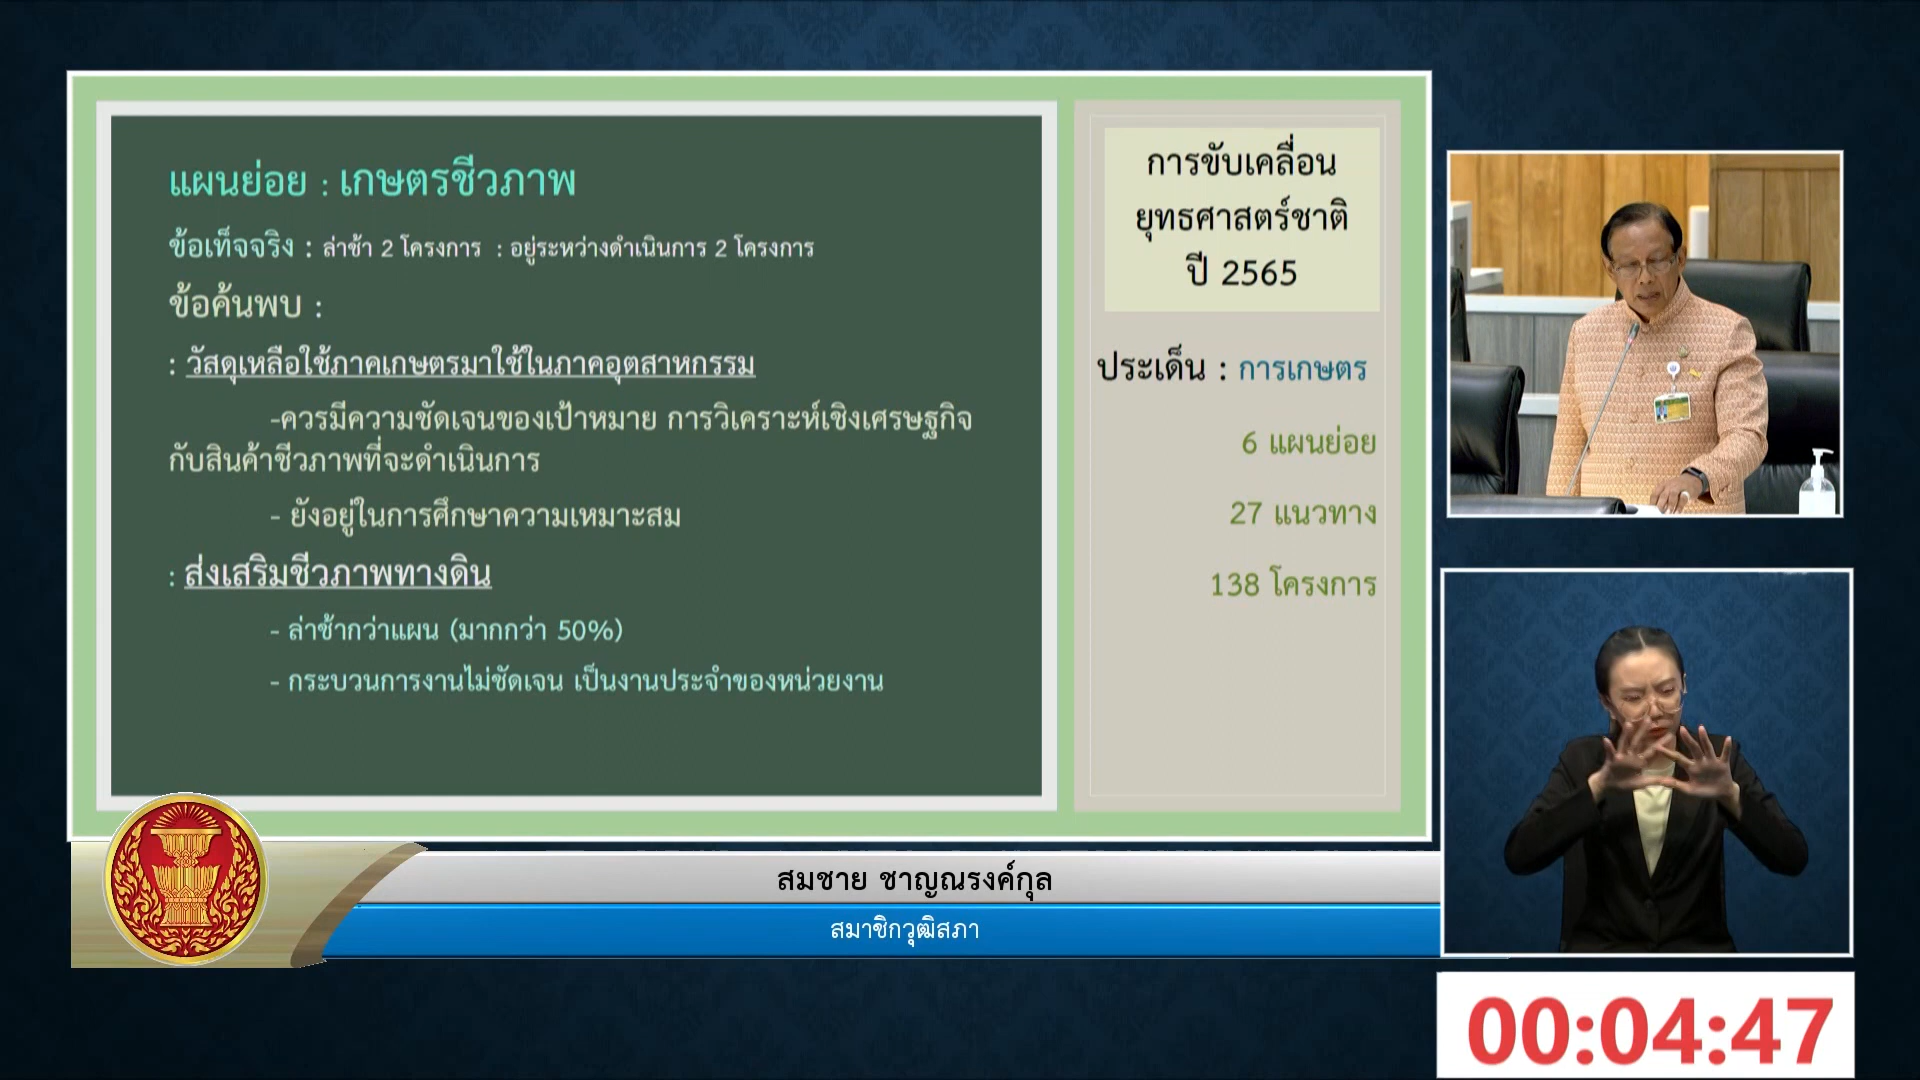 แผนย่อย : เกษตรชีวภาพ
ข้อเท็จจริง : ล่าช้า 2 โครงการ : อยู่ระหว่างดำเนินการ 2 โครงการ
ข้อค้นพบ :
: วัสดุเหลือใช้ภาคเกษตรมาใช้ในภาคอุตสาหกรรม
-ควรมีความชัดเจนของเป้าหมาย การวิเคราะห์เชิงเศรษฐกิจ
กับสินค้าชีวภาพที่จะดำเนินการ
- ยังอยู่ในการศึกษาความเหมาะสม
: ส่งเสริมชีวภาพทางดิน
- ล่าช้ากว่าแผน (มากกว่า 50%)
- กระบวนการงานไม่ชัดเจน เป็นงานประจำของหน่วยงาน
การขับเคลื่อน
ยุทธศาสตร์ชาติ
ปี 2565
ประเด็น : การเกษตร
6 แผนย่อย
27 แนวทาง
138 โครงการ
สมชาย ชาญณรงค์กุล
สมาชิกวุฒิสภา
00:04:47